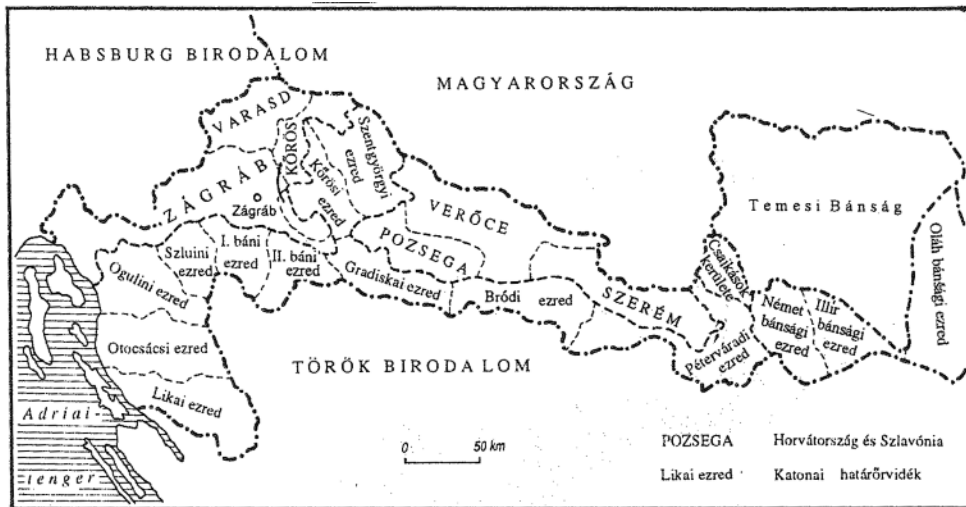 HABSBURG BIRODALOM
MAGYARORSZÁG
VARASD
KŐRÖS
Szentgyörgyi
ezred
Kőrösi
ezred
ZÁGRÁB
Zágráb
VERŐCE
Temesi Bánság
Oláh bánsági ezred
POZSEGA
Szluini
ezred
I. báni
ezred
II. báni
ezred
Ogulini ezred
Gradiskai ezred
Bródi ezred
SZERÉM
Csajkások
kerülete
Német
bánsági
ezred
Illir
bánsági
ezred
Péterváradi
ezred
Otocsácsi ezred
TÖRÖK BIRODALOM
Likai ezred
Adriai-
tenger
0 50 km
POZSEGA Horvátország és Szlavónia
Likai ezred Katonai határőrvidék